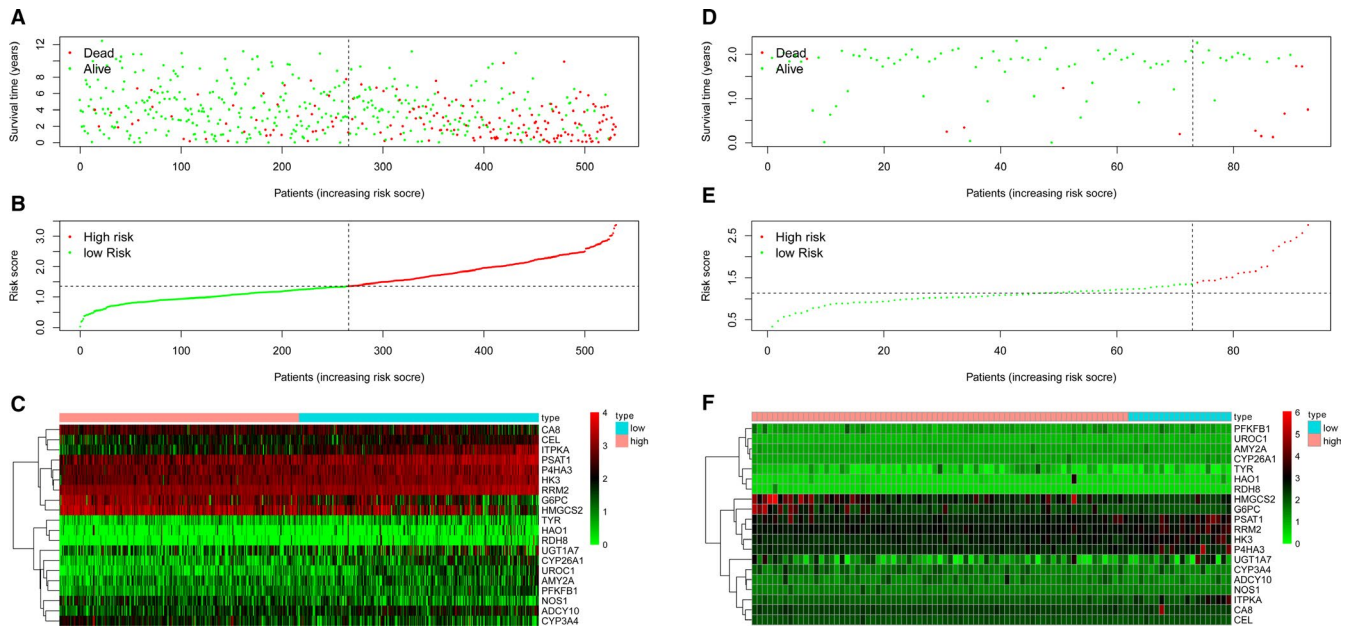 A
Survival time (years)
12
10
8
6
4
2
0
Dead
Alive
0 100 200 300 400 500
Patients (increasing risk socre)
B
Risk score
3.0
2.0
1.0
0.0
High risk
low Risk
0 100 200 300 400 500
Patients (increasing risk socre)
C
type
CA8
CEL
ITPKA
PSAT1
P4HA3
HK3
RRM2
G6PC
HMGCS2
TYR
HAO1
RDH8
UGT1A7
CYP26A1
UROC1
AMY2A
PFKFB1
NOS1
ADCY10
CYP3A4
4
3
2
1
0
type
low
high
D
Survival time (years)
2.0
1.0
0.0
Dead
Alive
0 20 40 60 80
Patients (increasing risk socre)
E
Risk score
2.5
1.5
0.5
High risk
low Risk
0 20 40 60 80
Patients (increasing risk socre)
F
type
PFKFB1
UROC1
AMY2A
CYP26A1
TYR
HAO1
RDH8
HMGCS2
G6PC
PSAT1
RRM2
HK3
P4HA3
UGT1A7
CYP3A4
ADCY10
NOS1
ITPKA
CA8
CEL
6
5
4
3
2
1
0
type
low
high